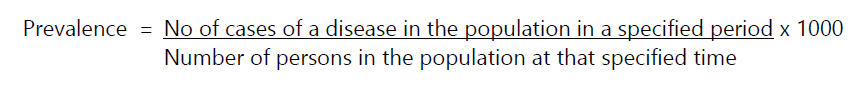 Prevalence = No of cases of a disease in the population in a specified period x 1000
Number of persons in the population at that specified time